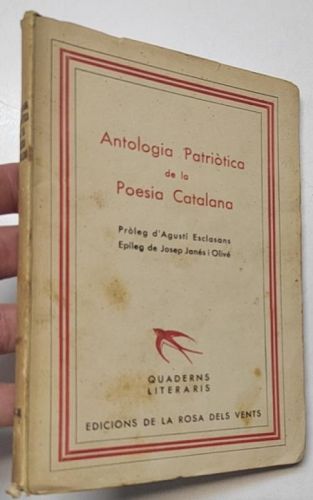 Antologia Patriòtica
de la
Poesia Catalana
Pròleg d'Agustí Esclasans
Epíleg de Josep Janés i Olivé
QUADERNS
LITERARIS
EDICIONS DE LA ROSA DELS VENTS